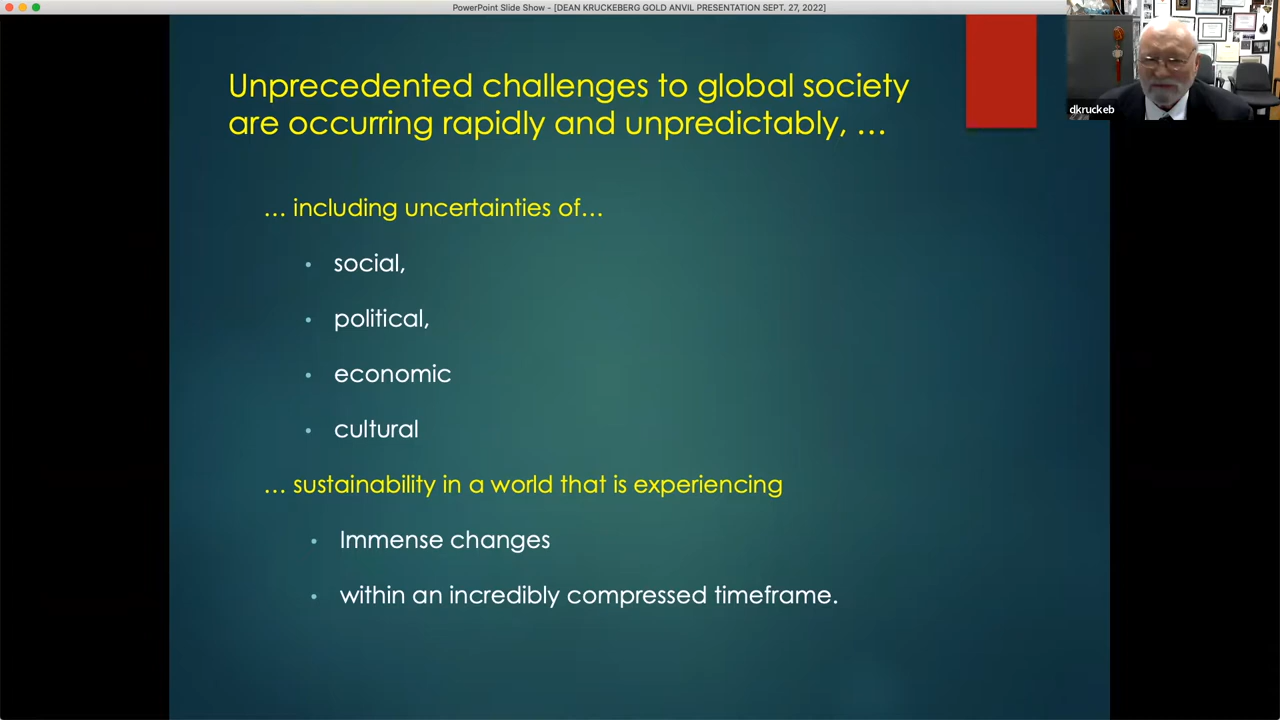 PowerPoint Slide Show - [DEAN KRUCKEBERG GOLD ANVIL PRESENTATION SEPT. 27, 2022]
dkruckeb
Unprecedented challenges to global society
are occurring rapidly and unpredictably, …
… including uncertainties of…
• social,
• political,
• economic
• cultural
… sustainability in a world that is experiencing
• Immense changes
• within an incredibly compressed timeframe.